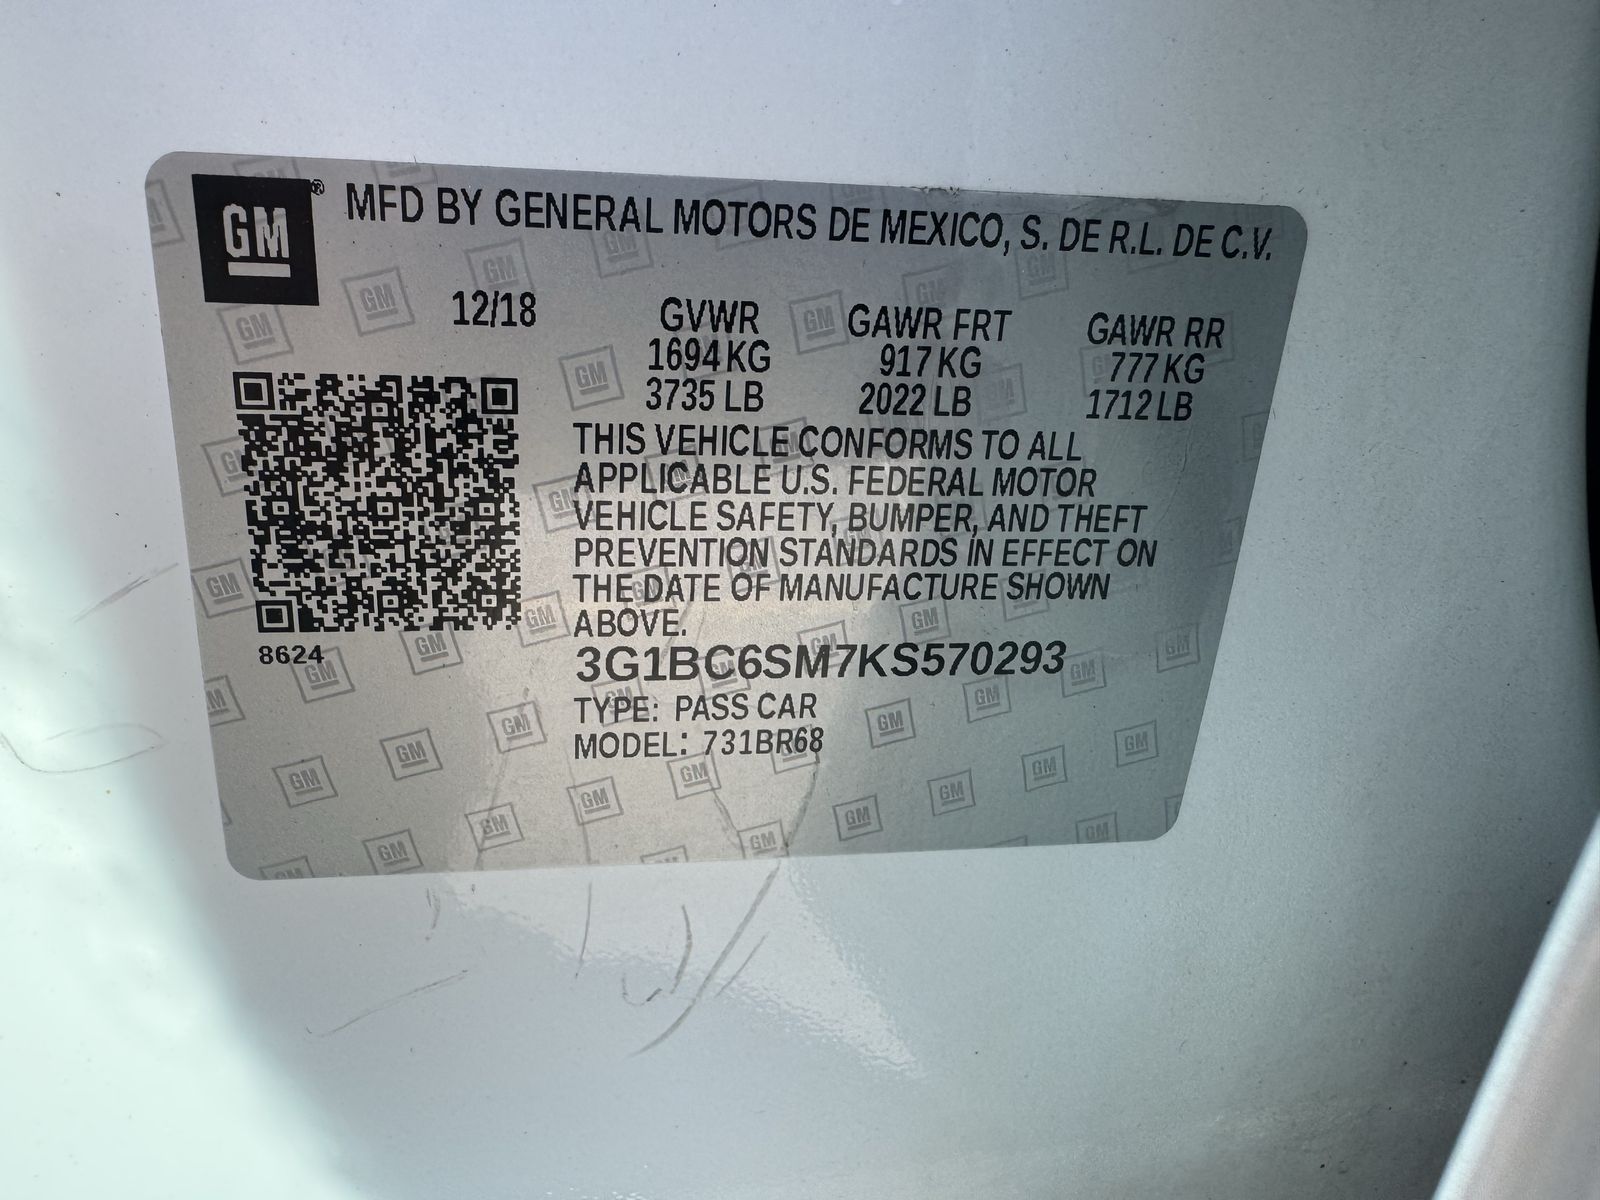 GM® MFD BY GENERAL MOTORS DE MEXICO, S. DE R.L. DE C.V.
12/18 GVWR GAWR FRT GAWR RR
1694 KG 917 KG 777 KG
3735 LB 2022 LB 1712 LB
THIS VEHICLE CONFORMS TO ALL
APPLICABLE U.S. FEDERAL MOTOR
VEHICLE SAFETY, BUMPER, AND THEFT
PREVENTION STANDARDS IN EFFECT ON
THE DATE OF MANUFACTURE SHOWN
ABOVE.
8624
3G1BC6SM7KS570293
TYPE: PASS CAR
MODEL: 731BR68